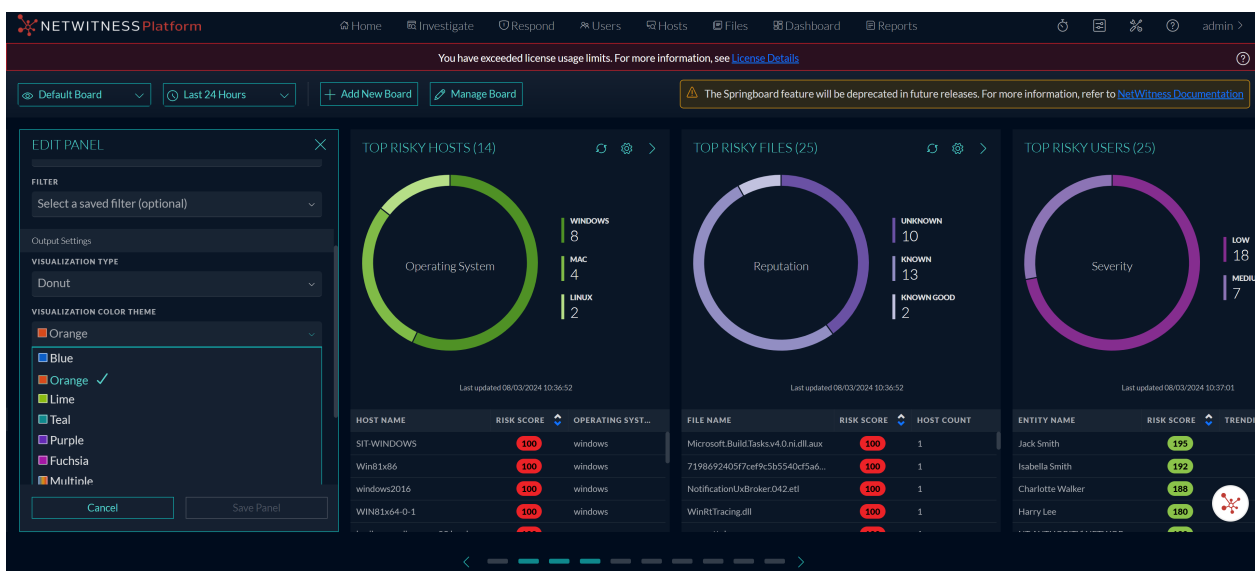 NETWITNESS Platform
Home Investigate Respond Users Hosts Files Dashboard Reports admin >
You have exceeded license usage limits. For more information, see License Details
Default Board Last 24 Hours Add New Board Manage Board
The Springboard feature will be deprecated in future releases. For more information, refer to NetWitness Documentation
EDIT PANEL
FILTER
Select a saved filter (optional)
Output Settings
VISUALIZATION TYPE
Donut
VISUALIZATION COLOR THEME
Orange
Blue
Orange
Lime
Teal
Purple
Fuchsia
Multiple
Cancel Save Panel
TOP RISKY HOSTS (14)
Operating System
WINDOWS
8
MAC
4
LINUX
2
Last updated 08/03/2024 10:36:52
HOST NAME RISK SCORE OPERATING SYST...
SIT-WINDOWS 100 windows
Win81x86 100 windows
windows2016 100 windows
WIN81x64-0-1 100 windows
TOP RISKY FILES (25)
Reputation
UNKNOWN
10
KNOWN
13
KNOWN GOOD
2
Last updated 08/03/2024 10:36:52
FILE NAME RISK SCORE HOST COUNT
Microsoft.Build.Tasks.v4.0.ni.dll.aux 100 1
7198692405f7cef9c5b5540cf5a6... 100 1
NotificationUxBroker.042.etl 100 1
WinRtTracing.dll 100 1
TOP RISKY USERS (25)
Severity
LOW
18
MEDIU
7
Last updated 08/03/2024 10:37:01
ENTITY NAME RISK SCORE TRENDI
Jack Smith 195
Isabella Smith 192
Charlotte Walker 188
Harry Lee 180